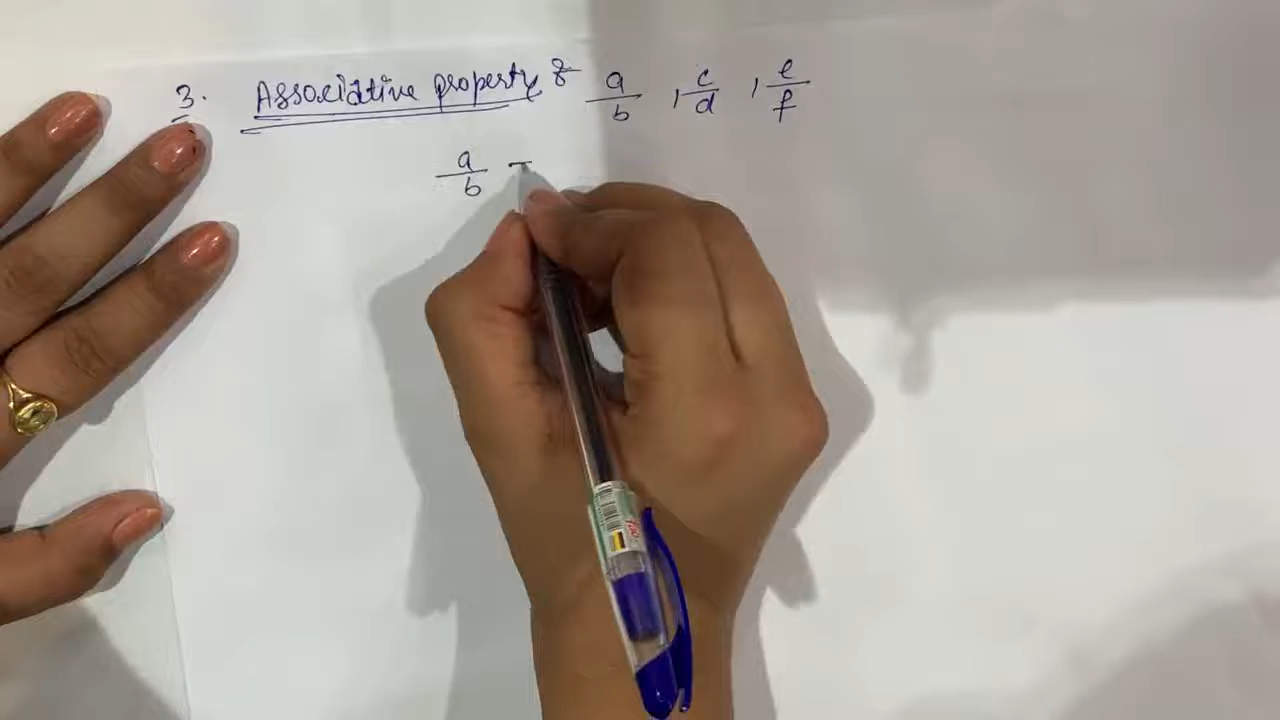 3. Associative property :- a/b , c/d , e/f
a/b -